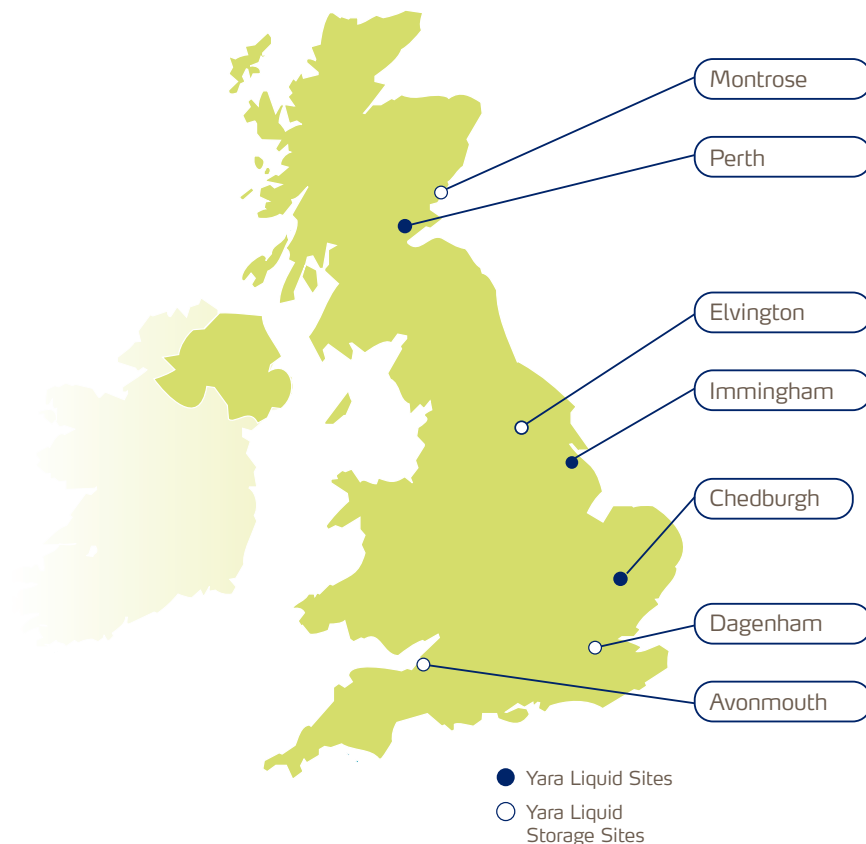 Montrose
Perth
Elvington
Immingham
Chedburgh
Dagenham
Avonmouth
Yara Liquid Sites
Yara Liquid
Storage Sites